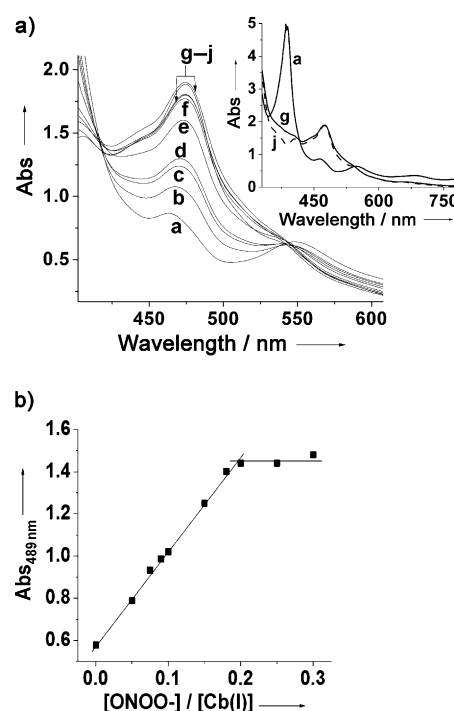 a)
g–j
f
e
d
c
b
a
2.0
1.5
1.0
0.5
Abs
450 500 550 600
Wavelength / nm
5
4
3
2
1
0
Abs
a
g
j
450 600 750
Wavelength / nm
b)
1.6
1.4
1.2
1.0
0.8
0.6
Abs489 nm
0.0 0.1 0.2 0.3
[ONOO-] / [Cb(I)]